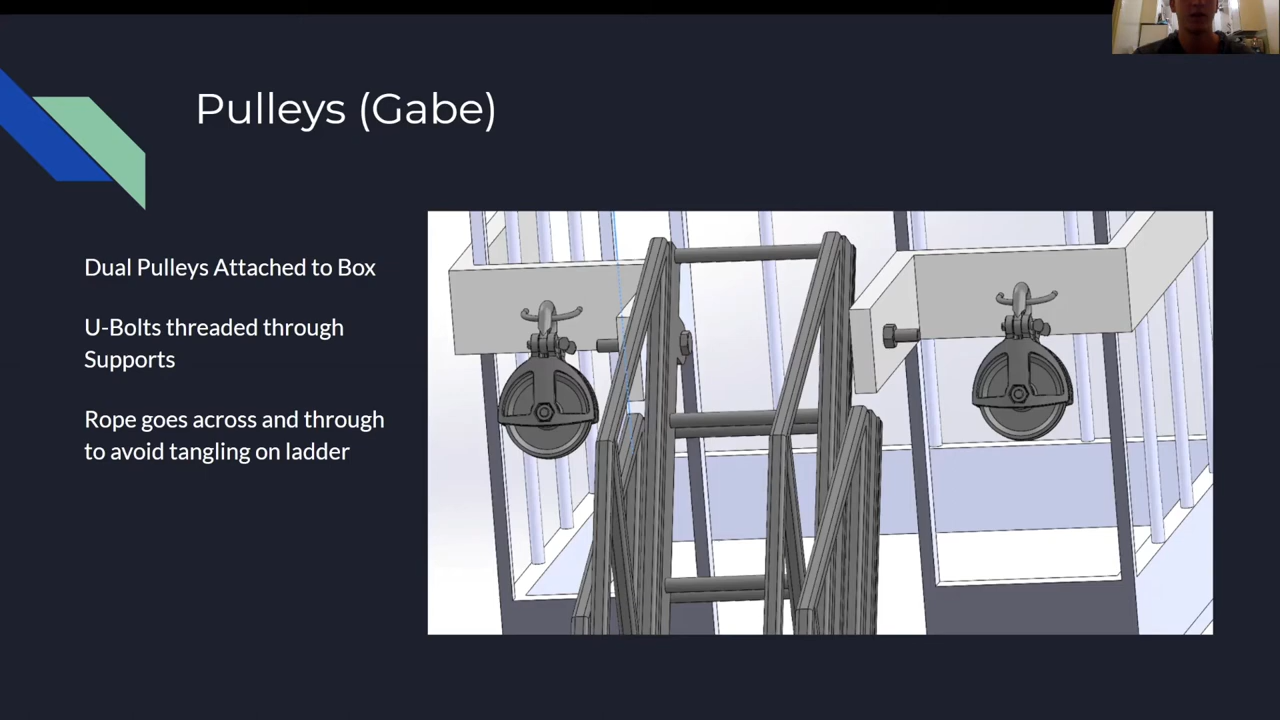 Pulleys (Gabe)
Dual Pulleys Attached to Box
U-Bolts threaded through
Supports
Rope goes across and through
to avoid tangling on ladder